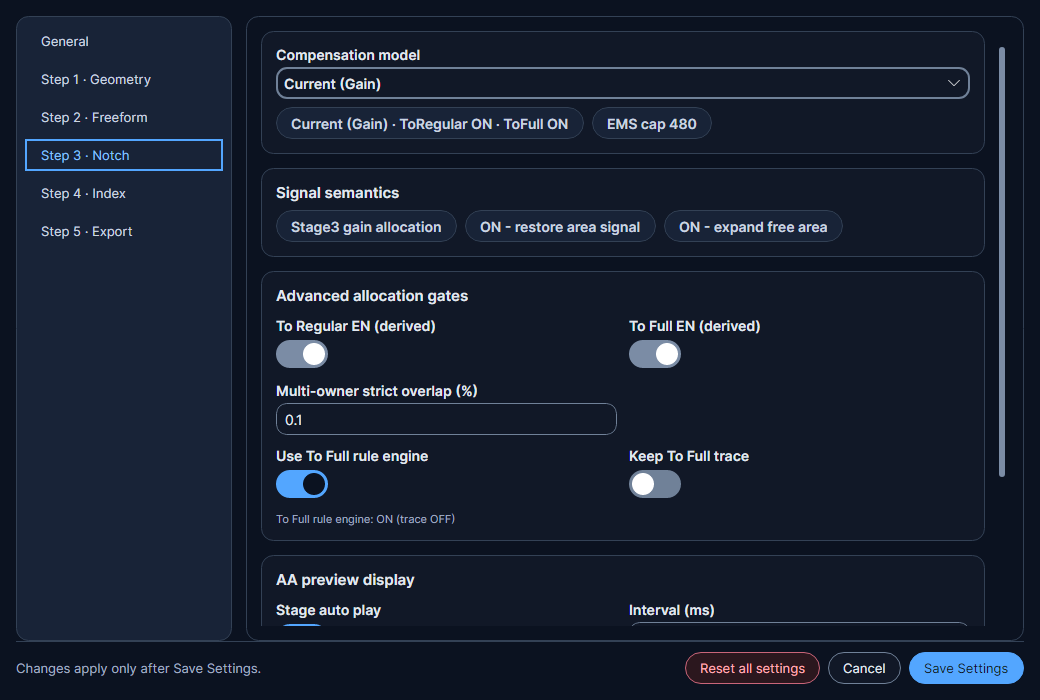 General
Step 1 · Geometry
Step 2 · Freeform
Step 3 · Notch
Step 4 · Index
Step 5 · Export
Compensation model
Current (Gain)
Current (Gain) · ToRegular ON · ToFull ON
EMS cap 480
Signal semantics
Stage3 gain allocation
ON - restore area signal
ON - expand free area
Advanced allocation gates
To Regular EN (derived)
To Full EN (derived)
Multi-owner strict overlap (%)
0.1
Use To Full rule engine
Keep To Full trace
To Full rule engine: ON (trace OFF)
AA preview display
Stage auto play
Interval (ms)
Changes apply only after Save Settings.
Reset all settings
Cancel
Save Settings